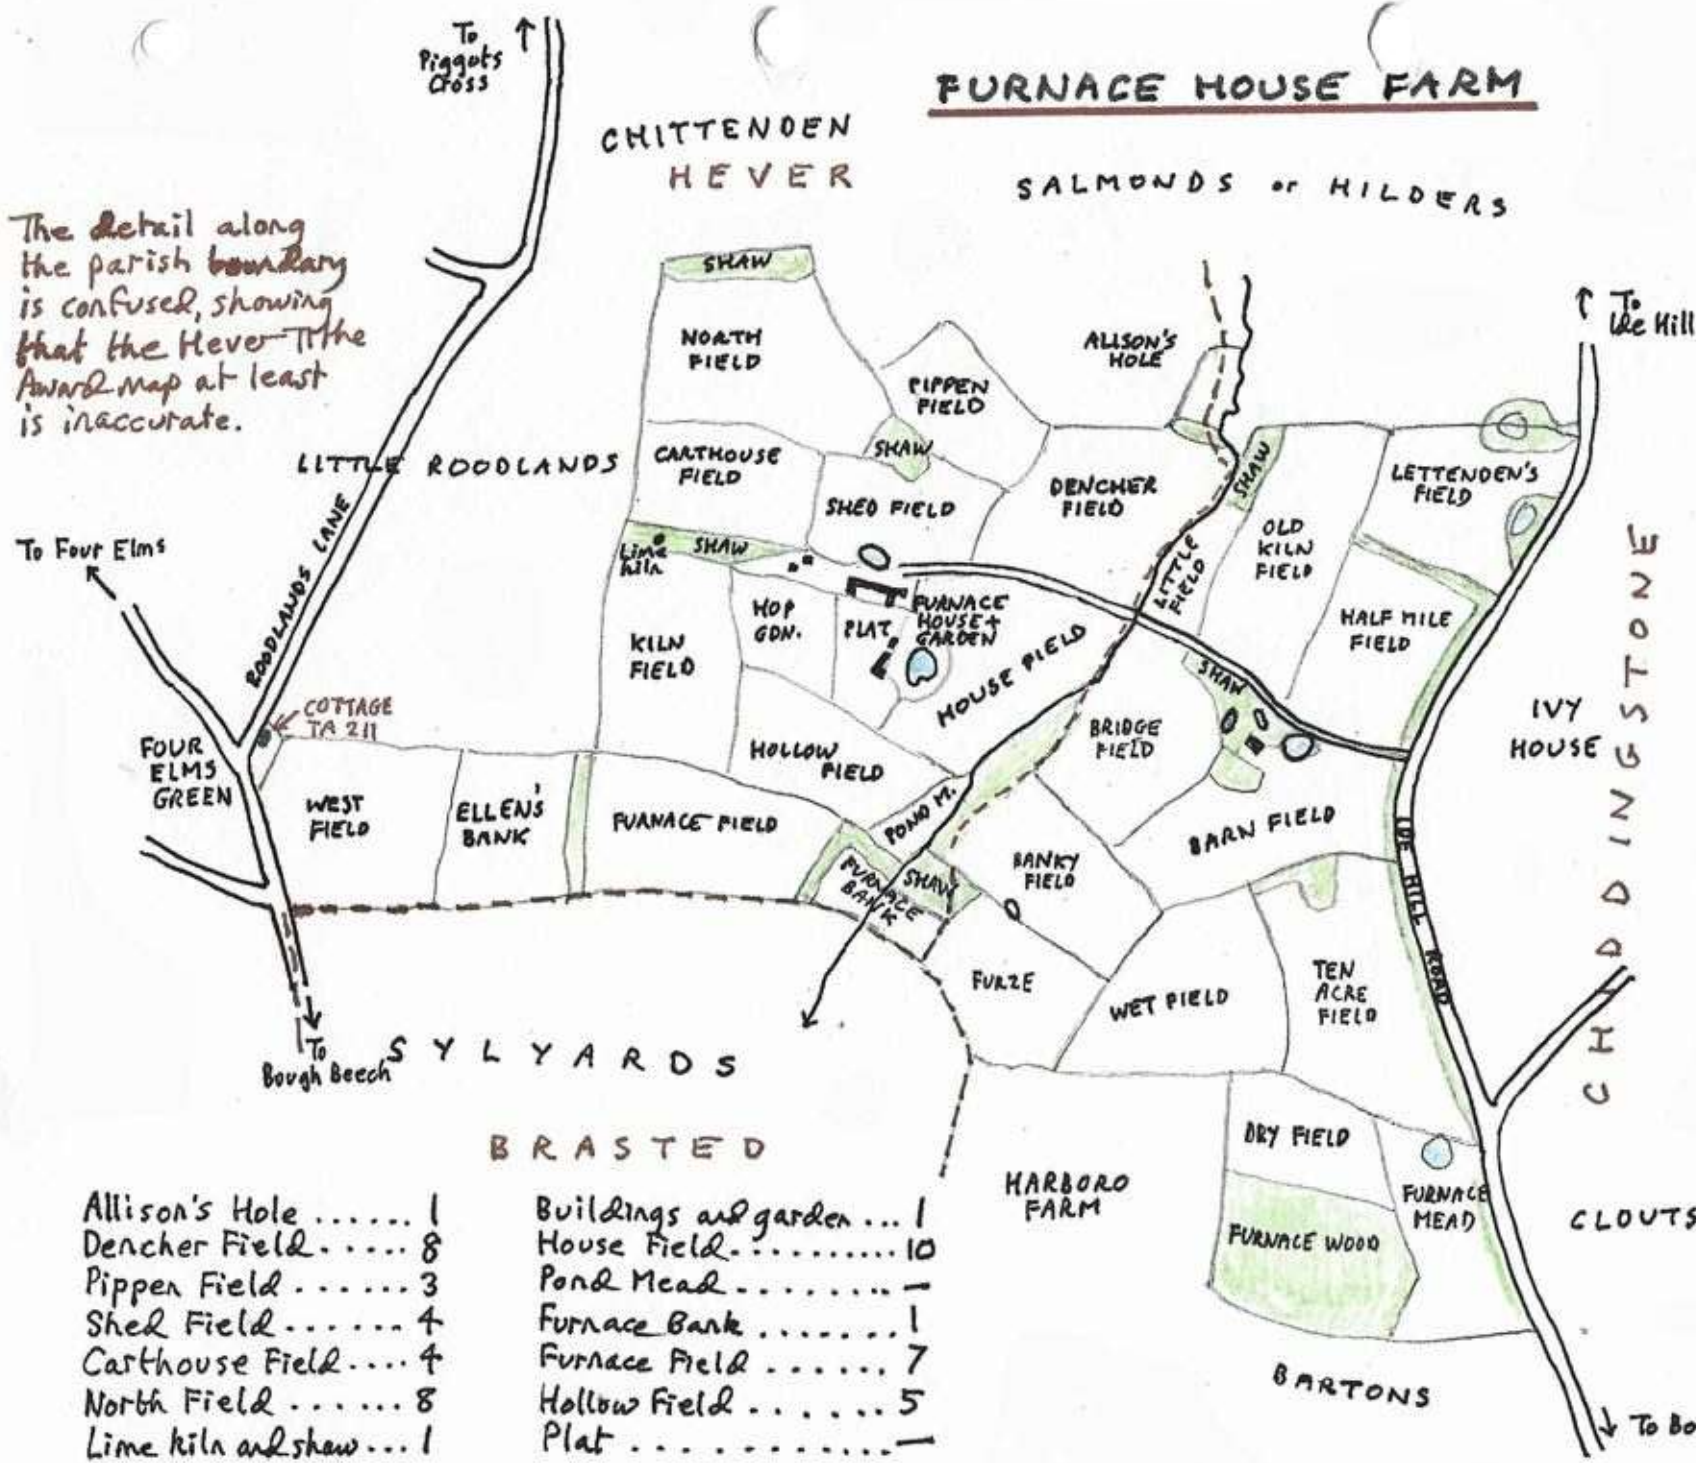 To
Piggots
Cross
FURNACE HOUSE FARM
CHITTENDEN
HEVER
SALMONDS or HILDERS
The detail along
the parish boundary
is confused, showing
that the Hever Tithe
Award Map at least
is inaccurate.
SHAW
NORTH
FIELD
PIPPEN
FIELD
ALISON'S
HOLE
To
Ide Hill
LITTLE ROODLANDS
CARTHOUSE
FIELD
SHAW
SHED FIELD
DENCHER
FIELD
SHAW
LETTENDEN'S
FIELD
OLD
KILN
FIELD
To Four Elms
ROODLANDS LANE
Lime
kiln
SHAW
LITTLE
FIELD
HALF MILE
FIELD
KILN
FIELD
HOP
GDN.
PLAT
FURNACE
HOUSE +
GARDEN
HOUSE FIELD
SHAW
CHIDDINGSTONE
IVY
HOUSE
COTTAGE
TA 211
FOUR
ELMS
GREEN
HOLLOW
FIELD
BRIDGE
FIELD
WEST
FIELD
ELLEN'S
BANK
FURNACE FIELD
POND M.
BARN FIELD
IDE HILL ROAD
FURNACE
BANK
SHAW
BANKY
FIELD
FURZE
WET FIELD
TEN
ACRE
FIELD
To
Bough Beech
SYLYARDS
BRASTED
DRY FIELD
HARBORO
FARM
FURNACE
MEAD
FURNACE WOOD
CLOUTS
BARTONS
To Bo
Allison's Hole ...... 1
Dencher Field...... 8
Pippen Field ...... 3
Shed Field ....... 4
Carthouse Field.... 4
North Field ...... 8
Lime kiln and shaw... 1
Buildings and garden ... 1
House Field.......... 10
Pond Mead ........ —
Furnace Bank ....... 1
Furnace Field ...... 7
Hollow Field ....... 5
Plat ............ —